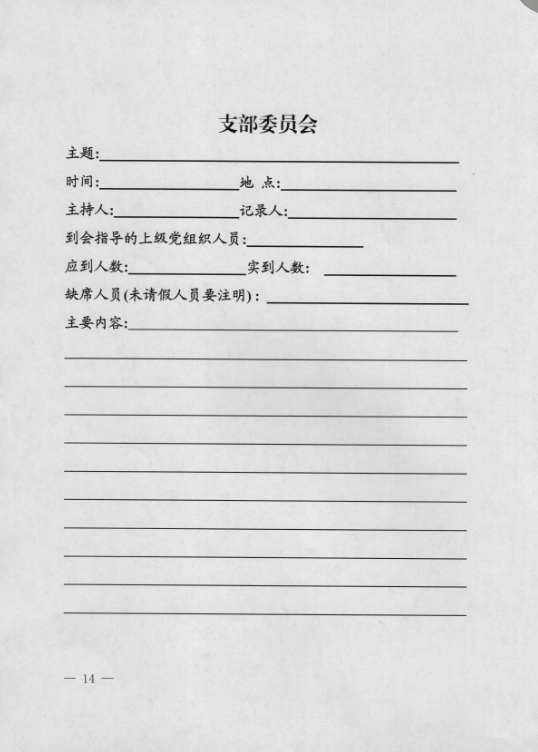 支部委员会
主题:
时间: 地 点:
主持人: 记录人:
到会指导的上级党组织人员:
应到人数: 实到人数:
缺席人员(未请假人员要注明):
主要内容:
— 14 —